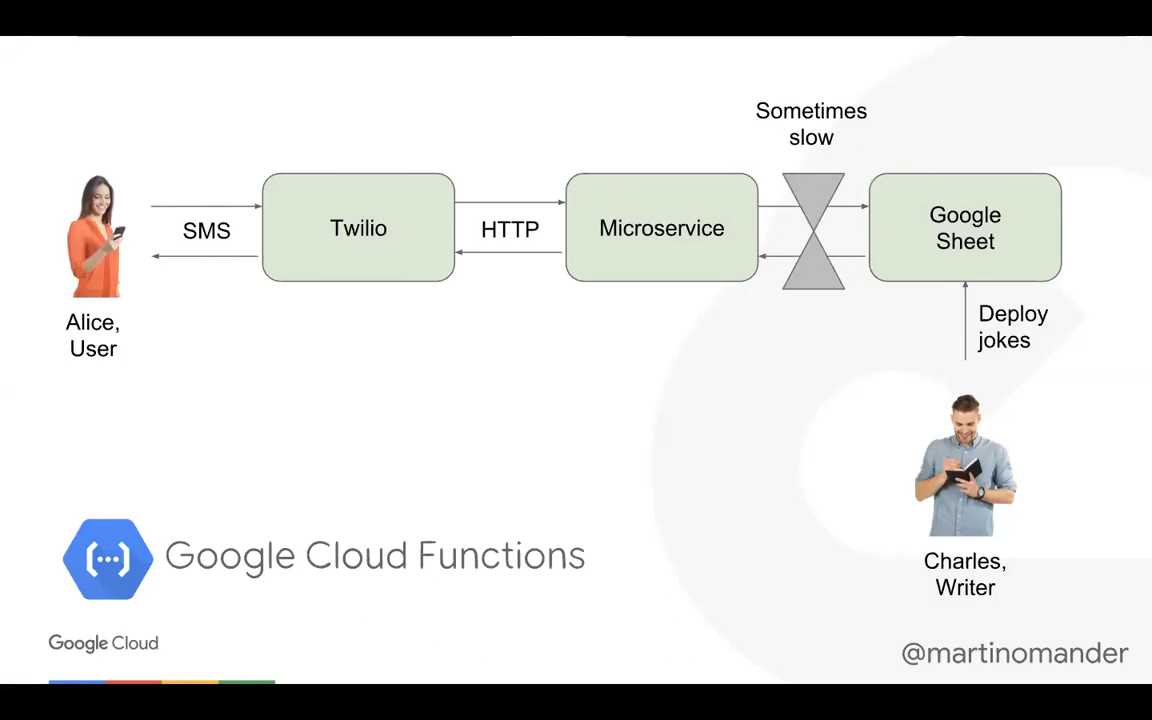 Sometimes
slow
SMS
Twilio
HTTP
Microservice
Google
Sheet
Alice,
User
Deploy
jokes
Charles,
Writer
Google Cloud Functions
Google Cloud
@martinomander